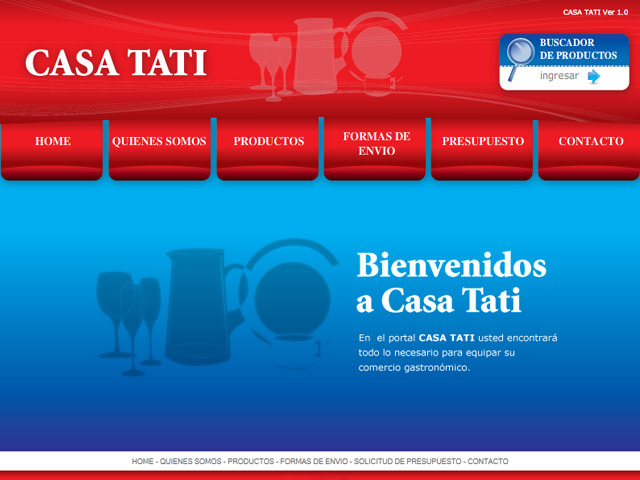 CASA TATI Ver 1.0
CASA TATI
BUSCADOR
DE PRODUCTOS
ingresar
HOME
QUIENES SOMOS
PRODUCTOS
FORMAS DE
ENVIO
PRESUPUESTO
CONTACTO
Bienvenidos
a Casa Tati
En el portal CASA TATI usted encontrará
todo lo necesario para equipar su
comercio gastronómico.
HOME - QUIENES SOMOS - PRODUCTOS - FORMAS DE ENVIO - SOLICITUD DE PRESUPUESTO - CONTACTO